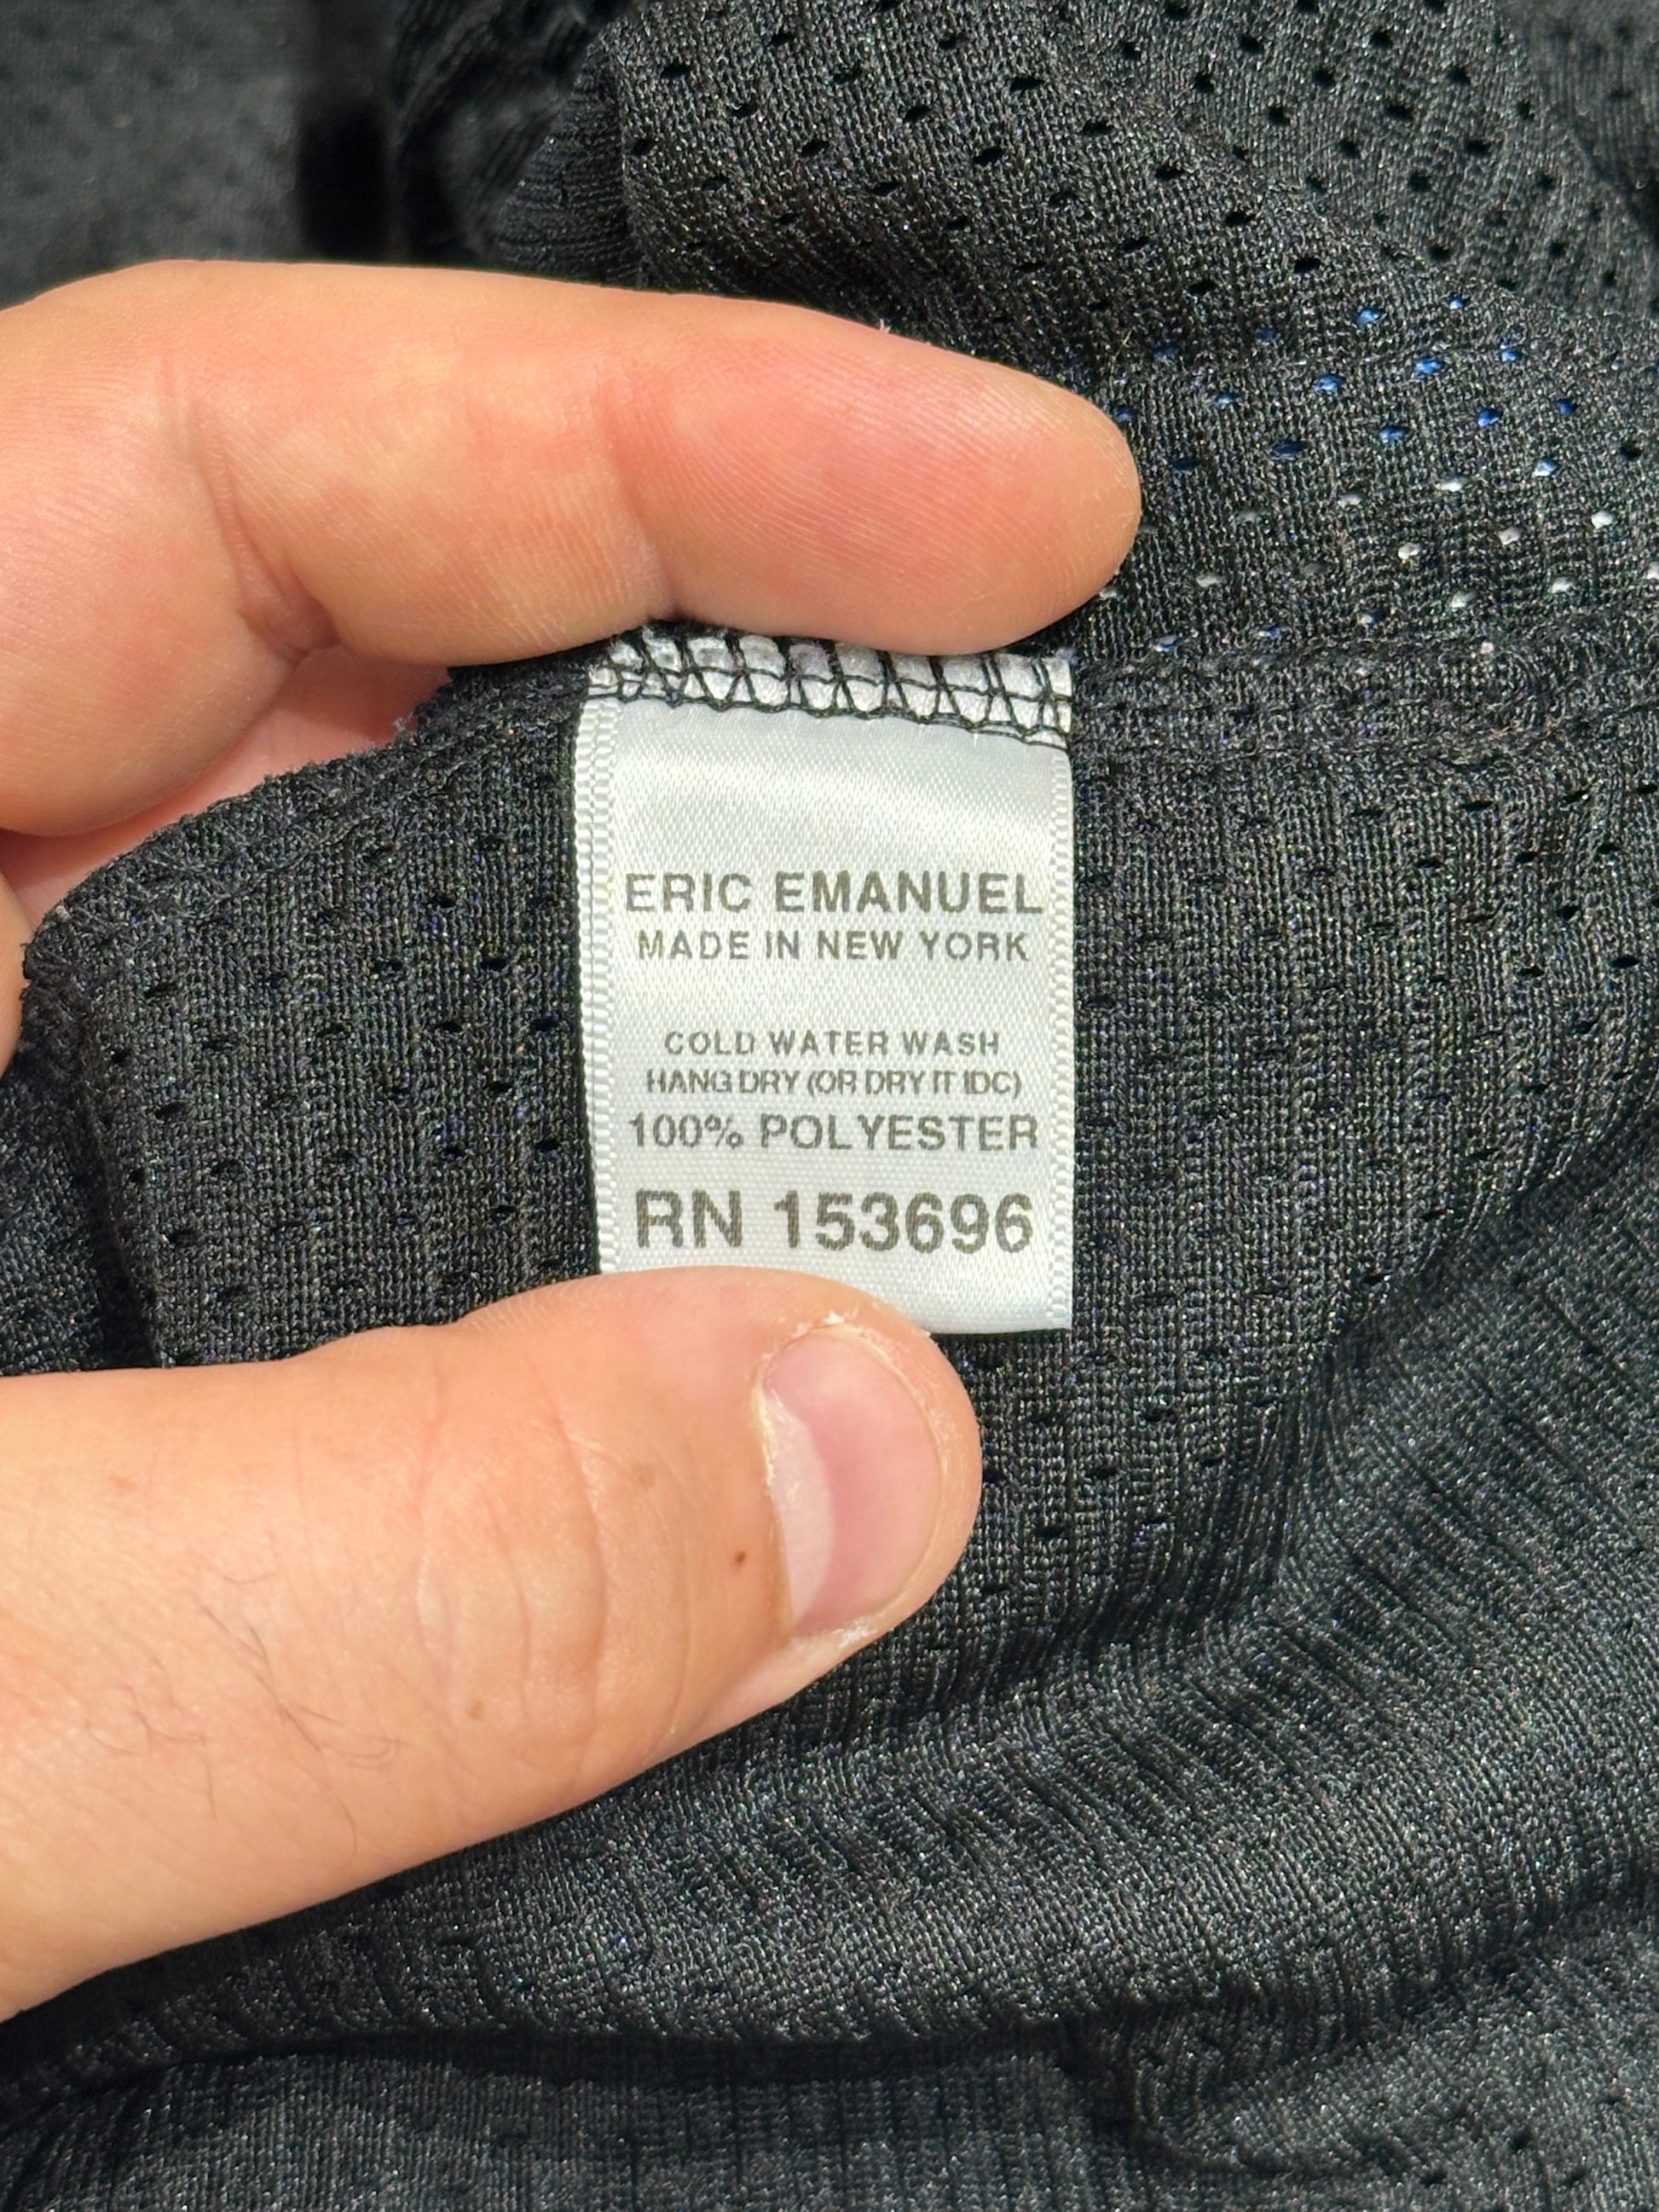 ERIC EMANUEL
MADE IN NEW YORK
COLD WATER WASH
HANG DRY (OR DRY IT IDC)
100% POLYESTER
RN 153696